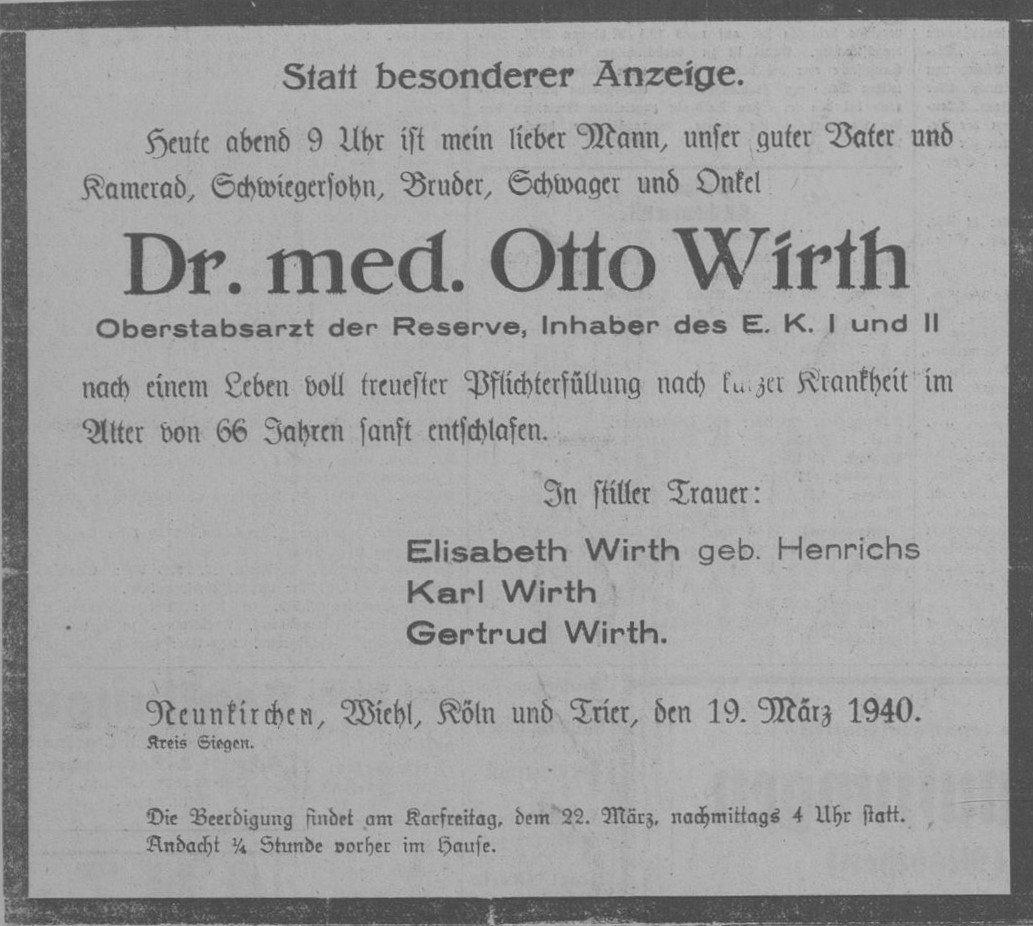 Statt besonderer Anzeige.
Heute abend 9 Uhr ist mein lieber Mann, unser guter Vater und
Kamerad, Schwiegersohn, Bruder, Schwager und Onkel
Dr. med. Otto Wirth
Oberstabsarzt der Reserve, Inhaber des E. K. I und II
nach einem Leben voll treuester Pflichterfüllung nach kurzer Krankheit im
Alter von 66 Jahren sanft entschlafen.
In stiller Trauer:
Elisabeth Wirth geb. Henrichs
Karl Wirth
Gertrud Wirth.
Neunkirchen, Wiehl, Köln und Trier, den 19. März 1940.
Kreis Siegen.
Die Beerdigung findet am Karfreitag, dem 22. März, nachmittags 4 Uhr statt.
Andacht ¼ Stunde vorher im Hause.